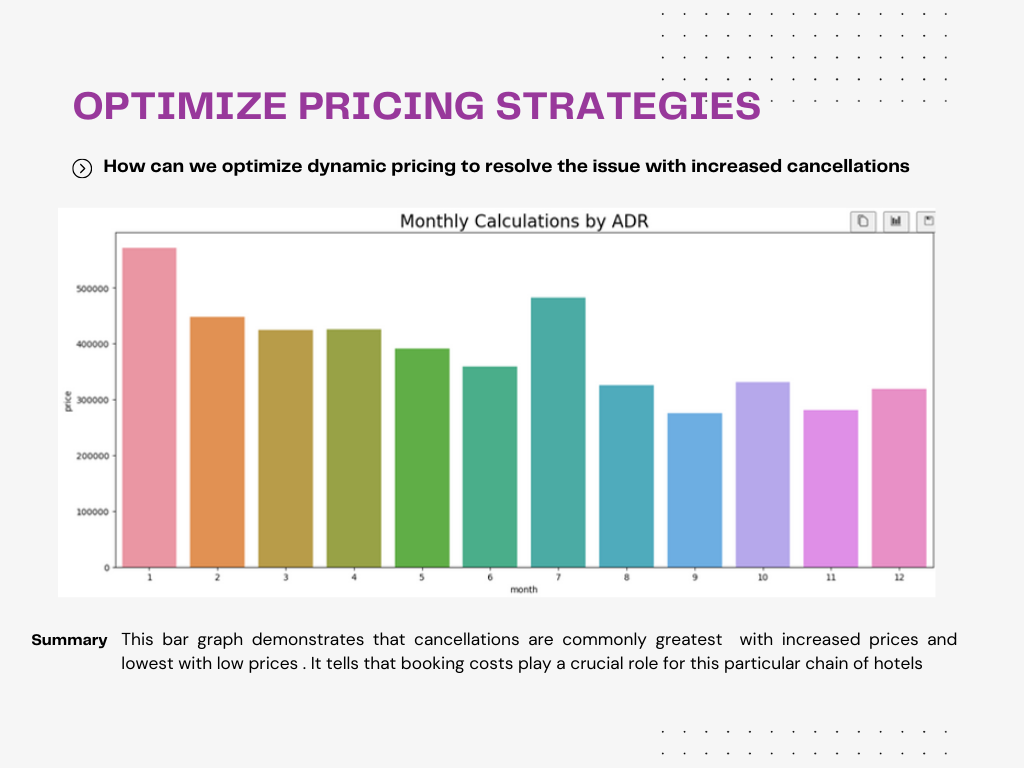 OPTIMIZE PRICING STRATEGIES
How can we optimize dynamic pricing to resolve the issue with increased cancellations
Monthly Calculations by ADR
500000
400000
300000
200000
100000
0
price
1 2 3 4 5 6 7 8 9 10 11 12
month
Summary This bar graph demonstrates that cancellations are commonly greatest with increased prices and
lowest with low prices . It tells that booking costs play a crucial role for this particular chain of hotels